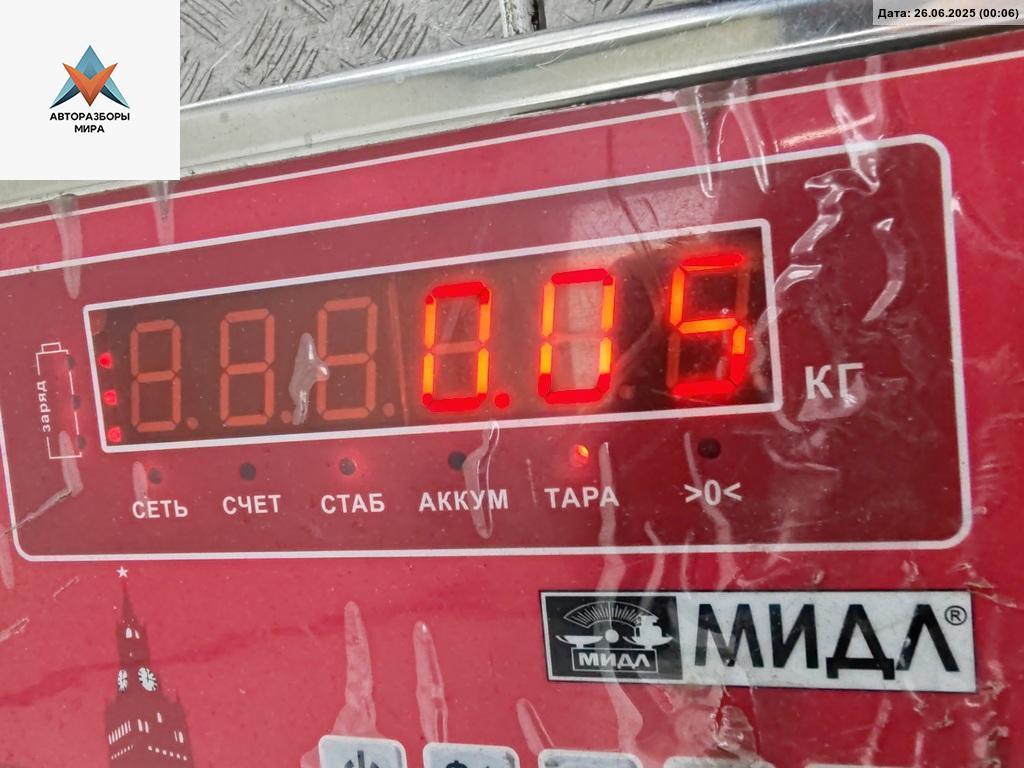 Дата: 26.06.2025 (00:06)
АВТОРАЗБОРЫ
МИРА
заряд
0.05
кг
СЕТЬ СЧЕТ СТАБ АККУМ ТАРА >0<
МИДЛ МИДЛ®